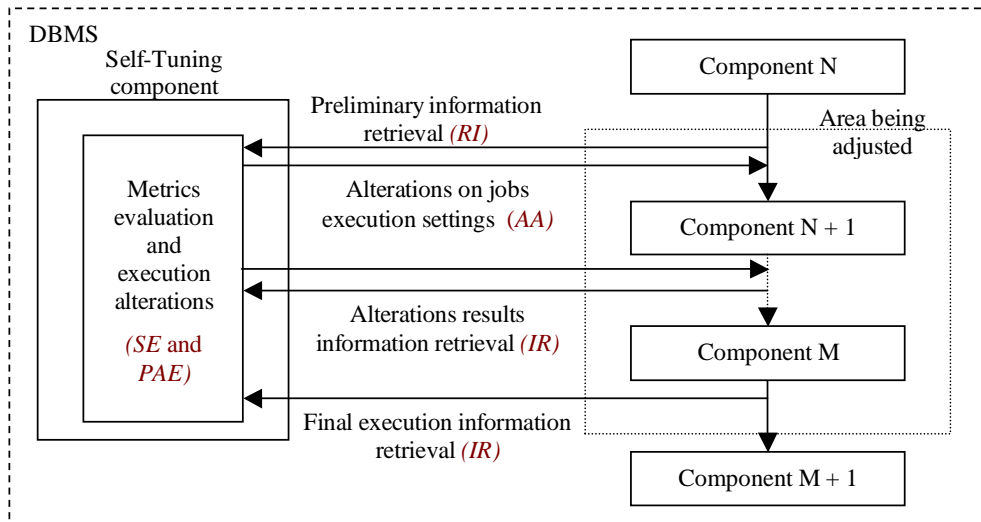 DBMS
Self-Tuning
component
Component N
Preliminary information
retrieval (RI)
Area being
adjusted
Metrics
evaluation
and
execution
alterations
(SE and
PAE)
Alterations on jobs
execution settings (AA)
Component N + 1
Alterations results
information retrieval (IR)
Component M
Final execution information
retrieval (IR)
Component M + 1